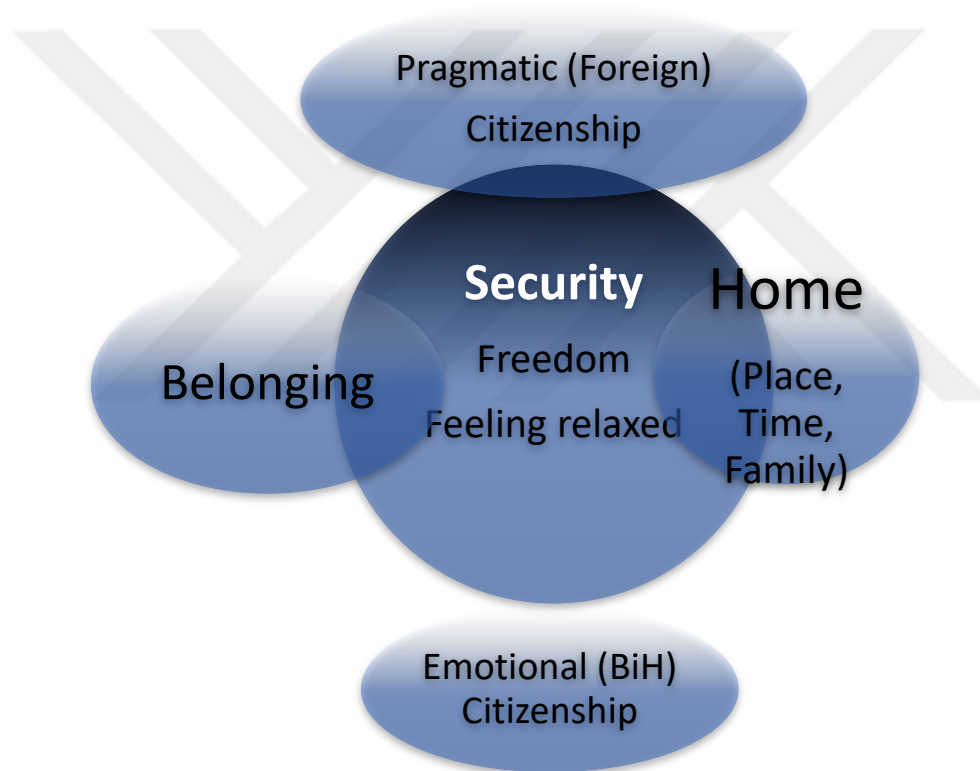 Pragmatic (Foreign)
Citizenship
Security
Freedom
Feeling relaxed
Belonging
Home
(Place,
Time,
Family)
Emotional (BiH)
Citizenship